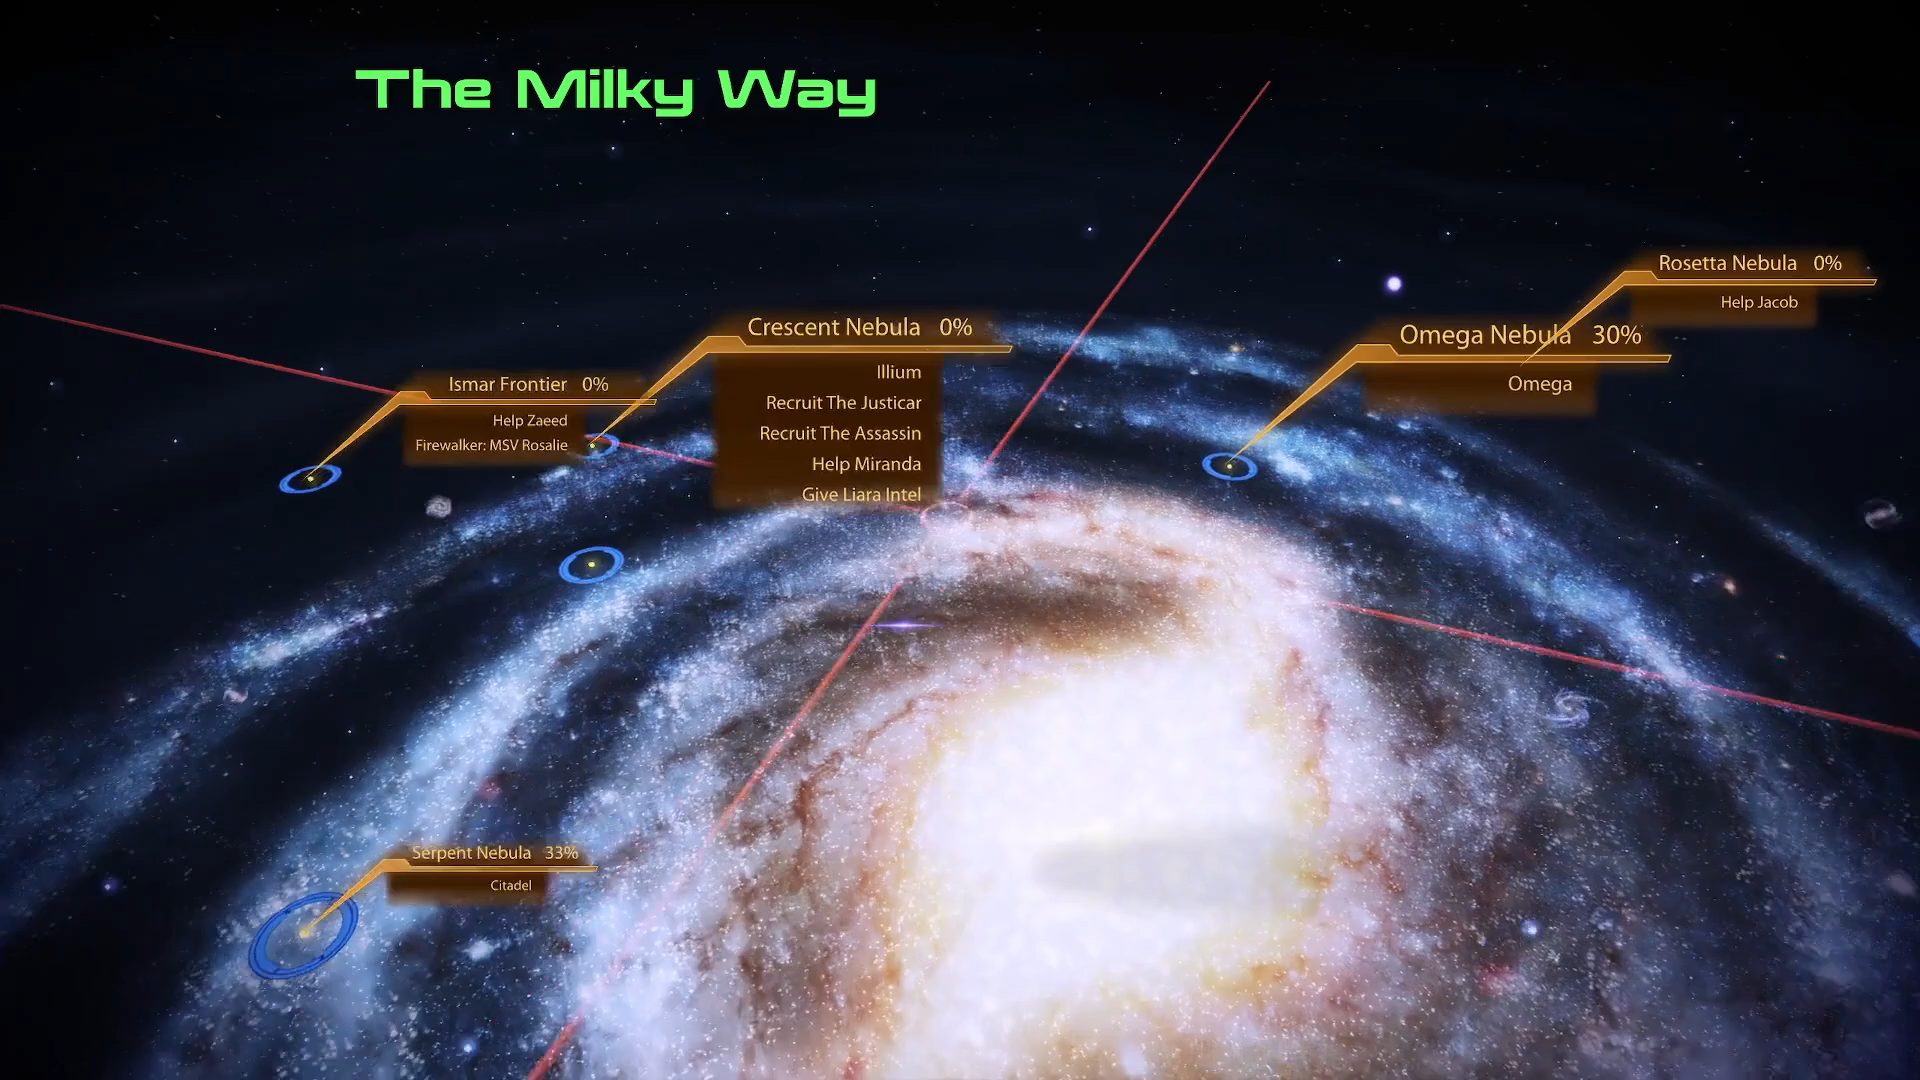 The Milky Way
Rosetta Nebula 0%
Help Jacob
Crescent Nebula 0%
Illium
Recruit The Justicar
Recruit The Assassin
Help Miranda
Give Liara Intel
Omega Nebula 30%
Omega
Ismar Frontier 0%
Help Zaeed
Firewalker: MSV Rosalie
Serpent Nebula 33%
Citadel